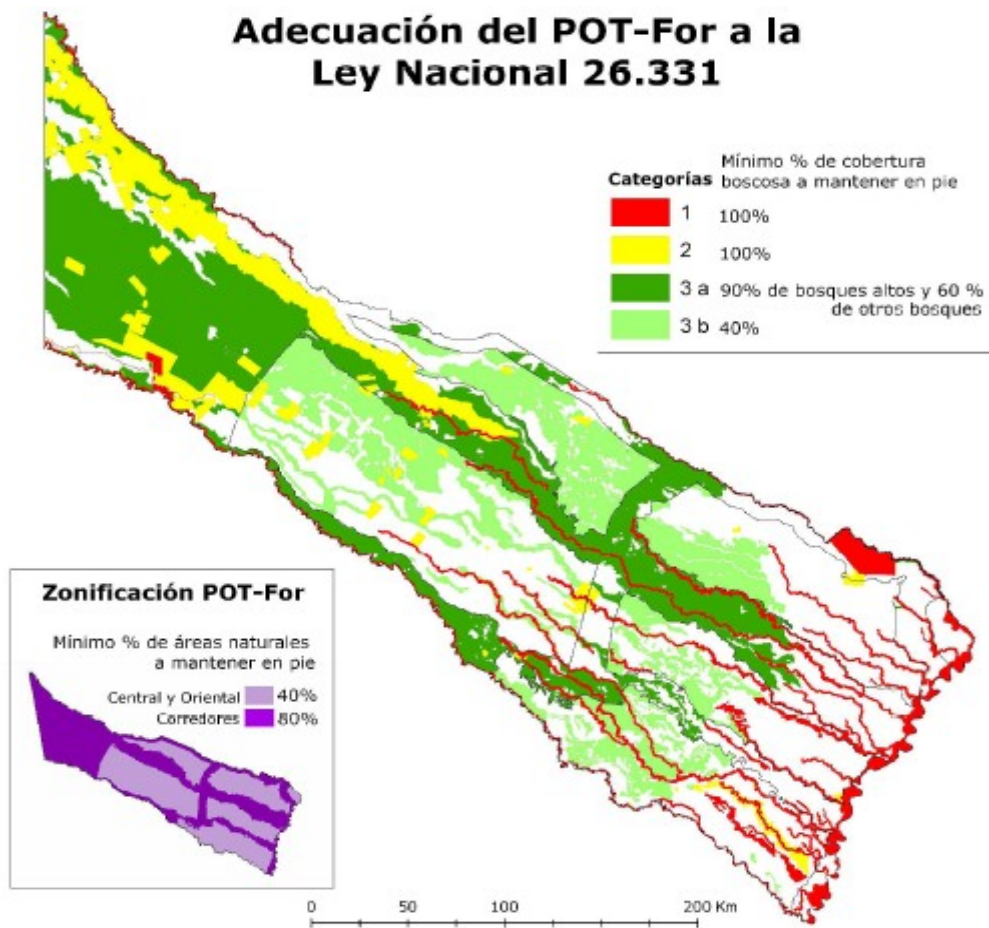 Adecuación del POT-For a la
Ley Nacional 26.331
Categorías
Mínimo % de cobertura
boscosa a mantener en pie
1 100%
2 100%
3 a 90% de bosques altos y 60 %
de otros bosques
3 b 40%
Zonificación POT-For
Mínimo % de áreas naturales
a mantener en pie
Central y Oriental 40%
Corredores 80%
0 50 100 200 Km